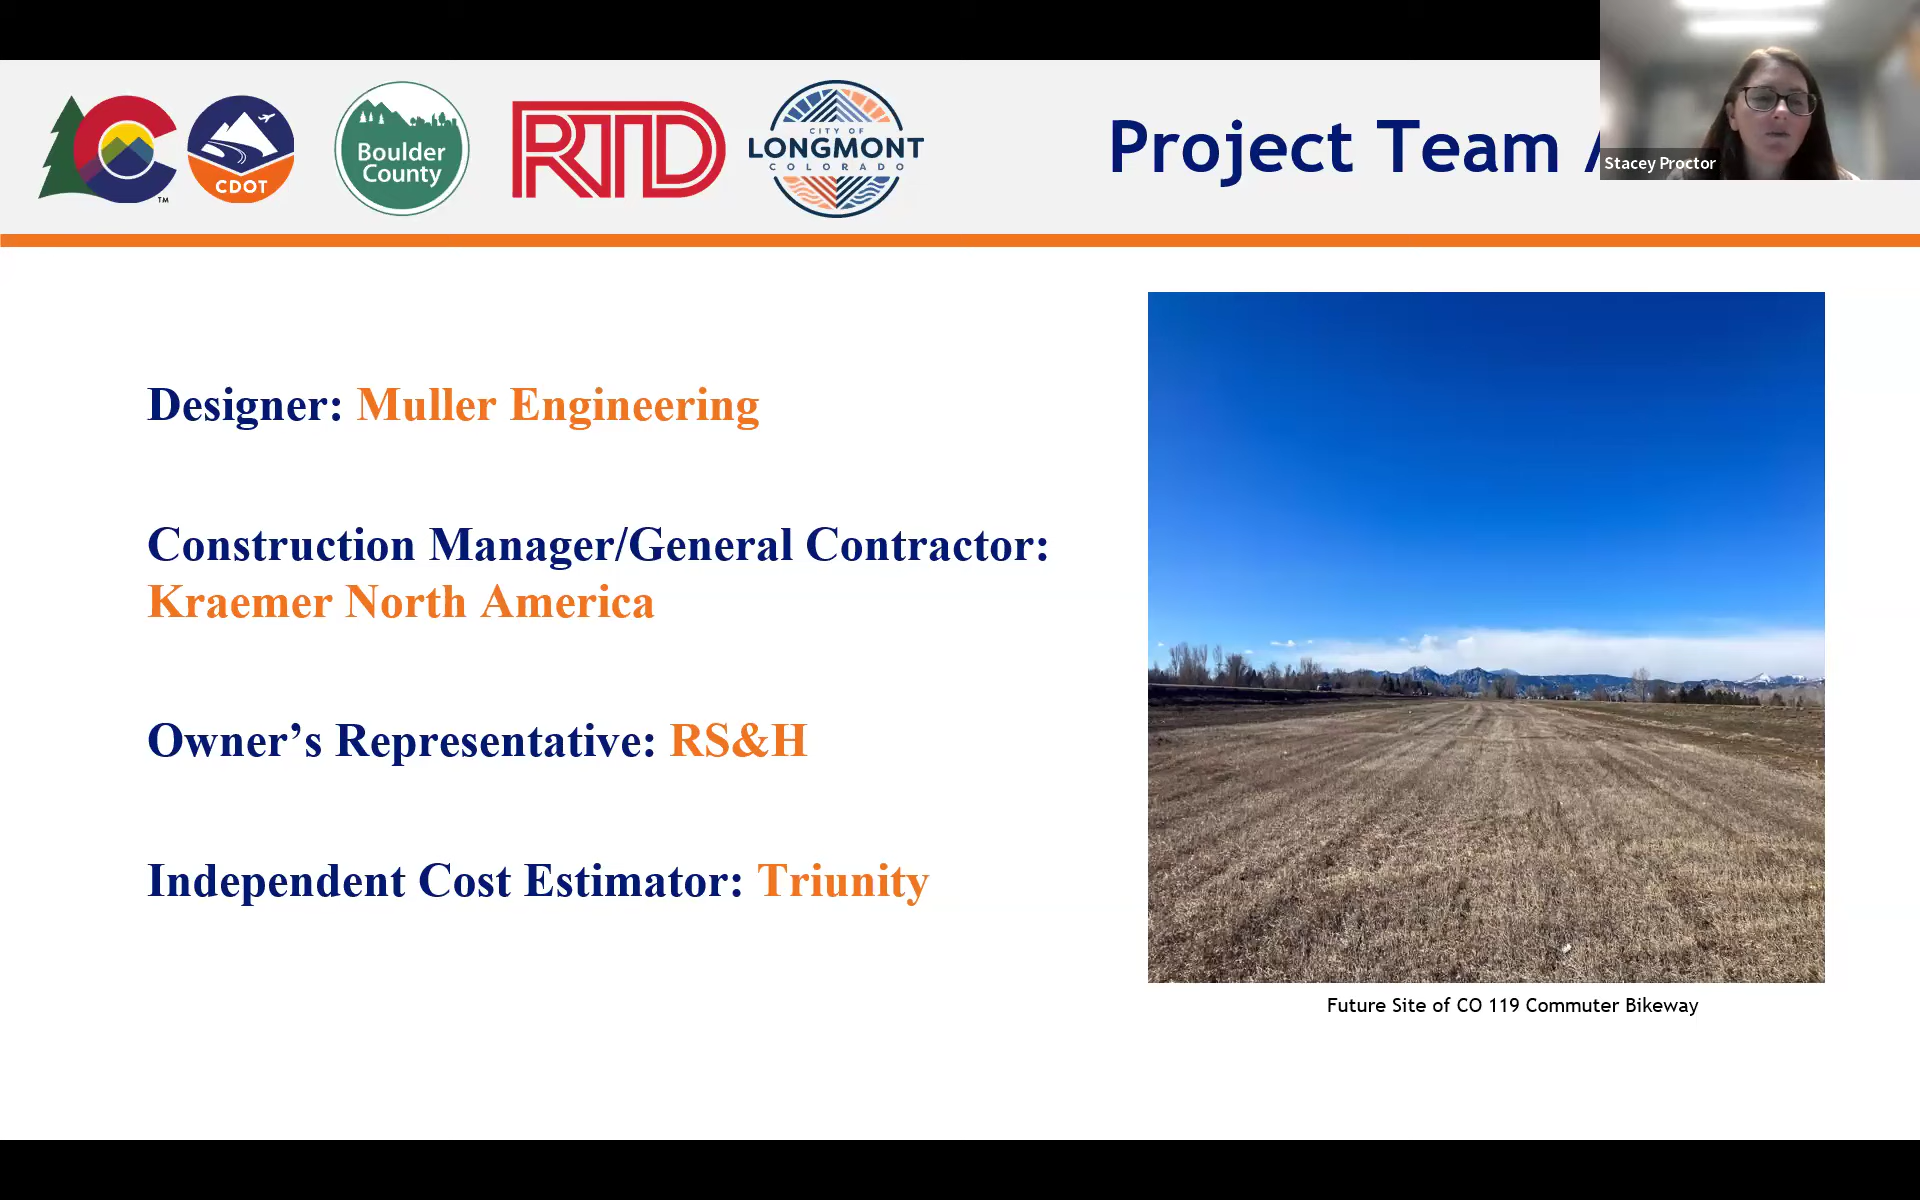 TM
CDOT
Boulder
County
RTD
CITY OF
LONGMONT
COLORADO
Project Team
Stacey Proctor
Designer: Muller Engineering
Construction Manager/General Contractor:
Kraemer North America
Owner’s Representative: RS&H
Independent Cost Estimator: Triunity
Future Site of CO 119 Commuter Bikeway